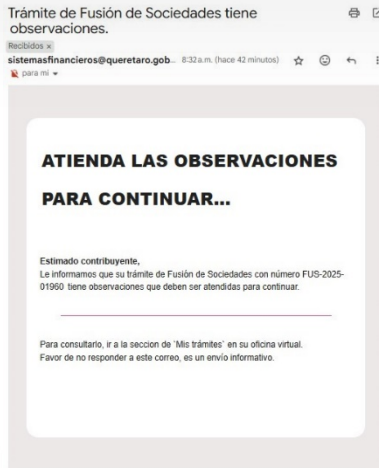 Trámite de Fusión de Sociedades tiene
observaciones.
Recibidos x
sistemasfinancieros@queretaro.gob... 8:32 a.m. (hace 42 minutos)
para mí
ATIENDA LAS OBSERVACIONES
PARA CONTINUAR...
Estimado contribuyente,
Le informamos que su trámite de Fusión de Sociedades con número FUS-2025-
01960 tiene observaciones que deben ser atendidas para continuar.
Para consultarlo, ir a la seccion de ´Mis trámites´ en su oficina virtual.
Favor de no responder a este correo, es un envío informativo.